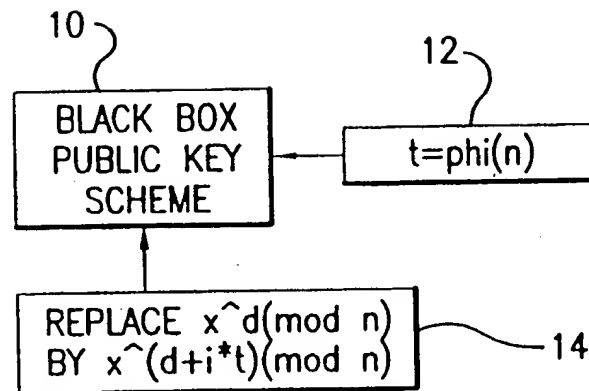 10
BLACK BOX
PUBLIC KEY
SCHEME
12
t=phi(n)
REPLACE x^d(mod n)
BY x^(d+i*t)(mod n)
14